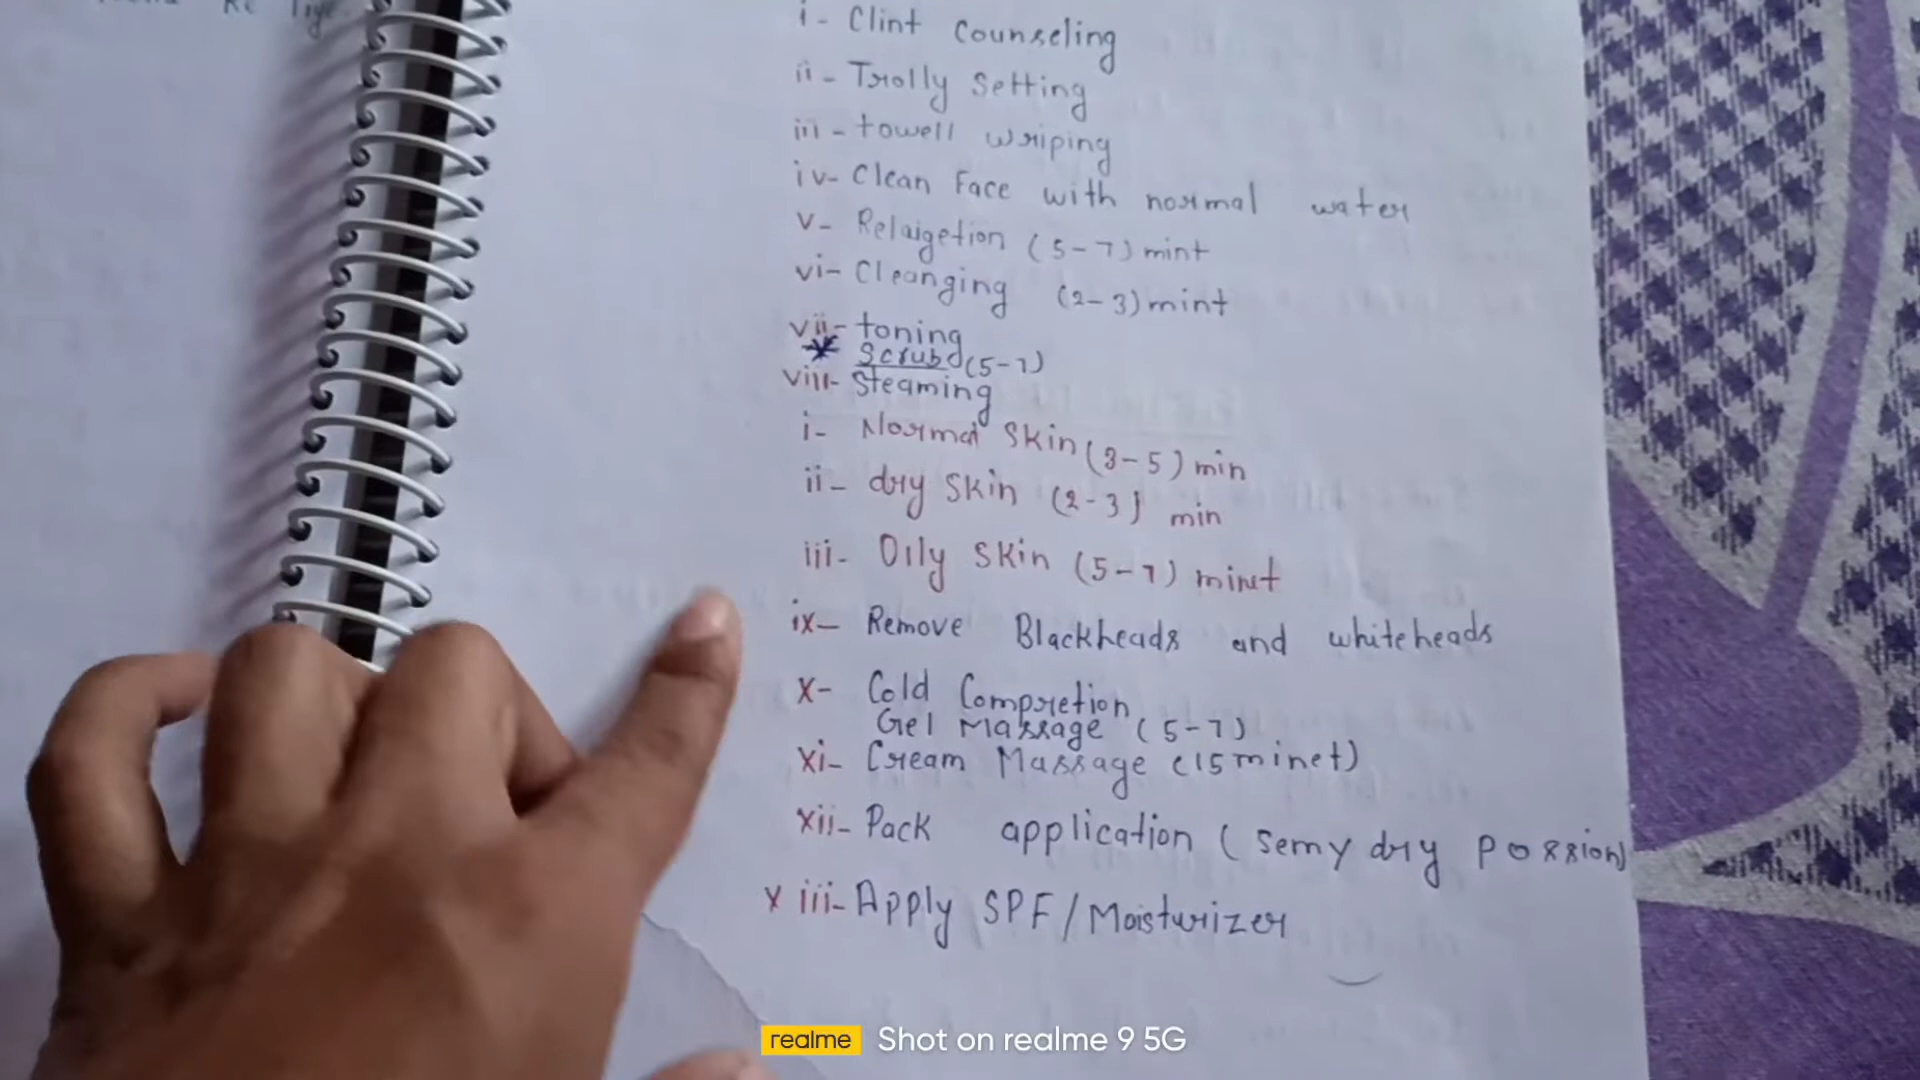 Ke liye
i- Clint Counseling
ii- Trolly Setting
iii- towell wriping
iv- Clean Face with normal water
v- Relaigetion (5-7) mint
vi- Cleanging (2-3) mint
vii- toning
* Scrub (5-7)
viii- Steaming
i- Normal Skin (3-5) min
ii- dry Skin (2-3) min
iii- Oily Skin (5-7) minet
ix- Remove Blackheads and whiteheads
x- Cold Compretion
Gel Massage (5-7)
xi- Cream Massage (15 minet)
xii- Pack application (Semy dry Possion)
xiii- Apply SPF/Moisturizer
realme Shot on realme 9 5G